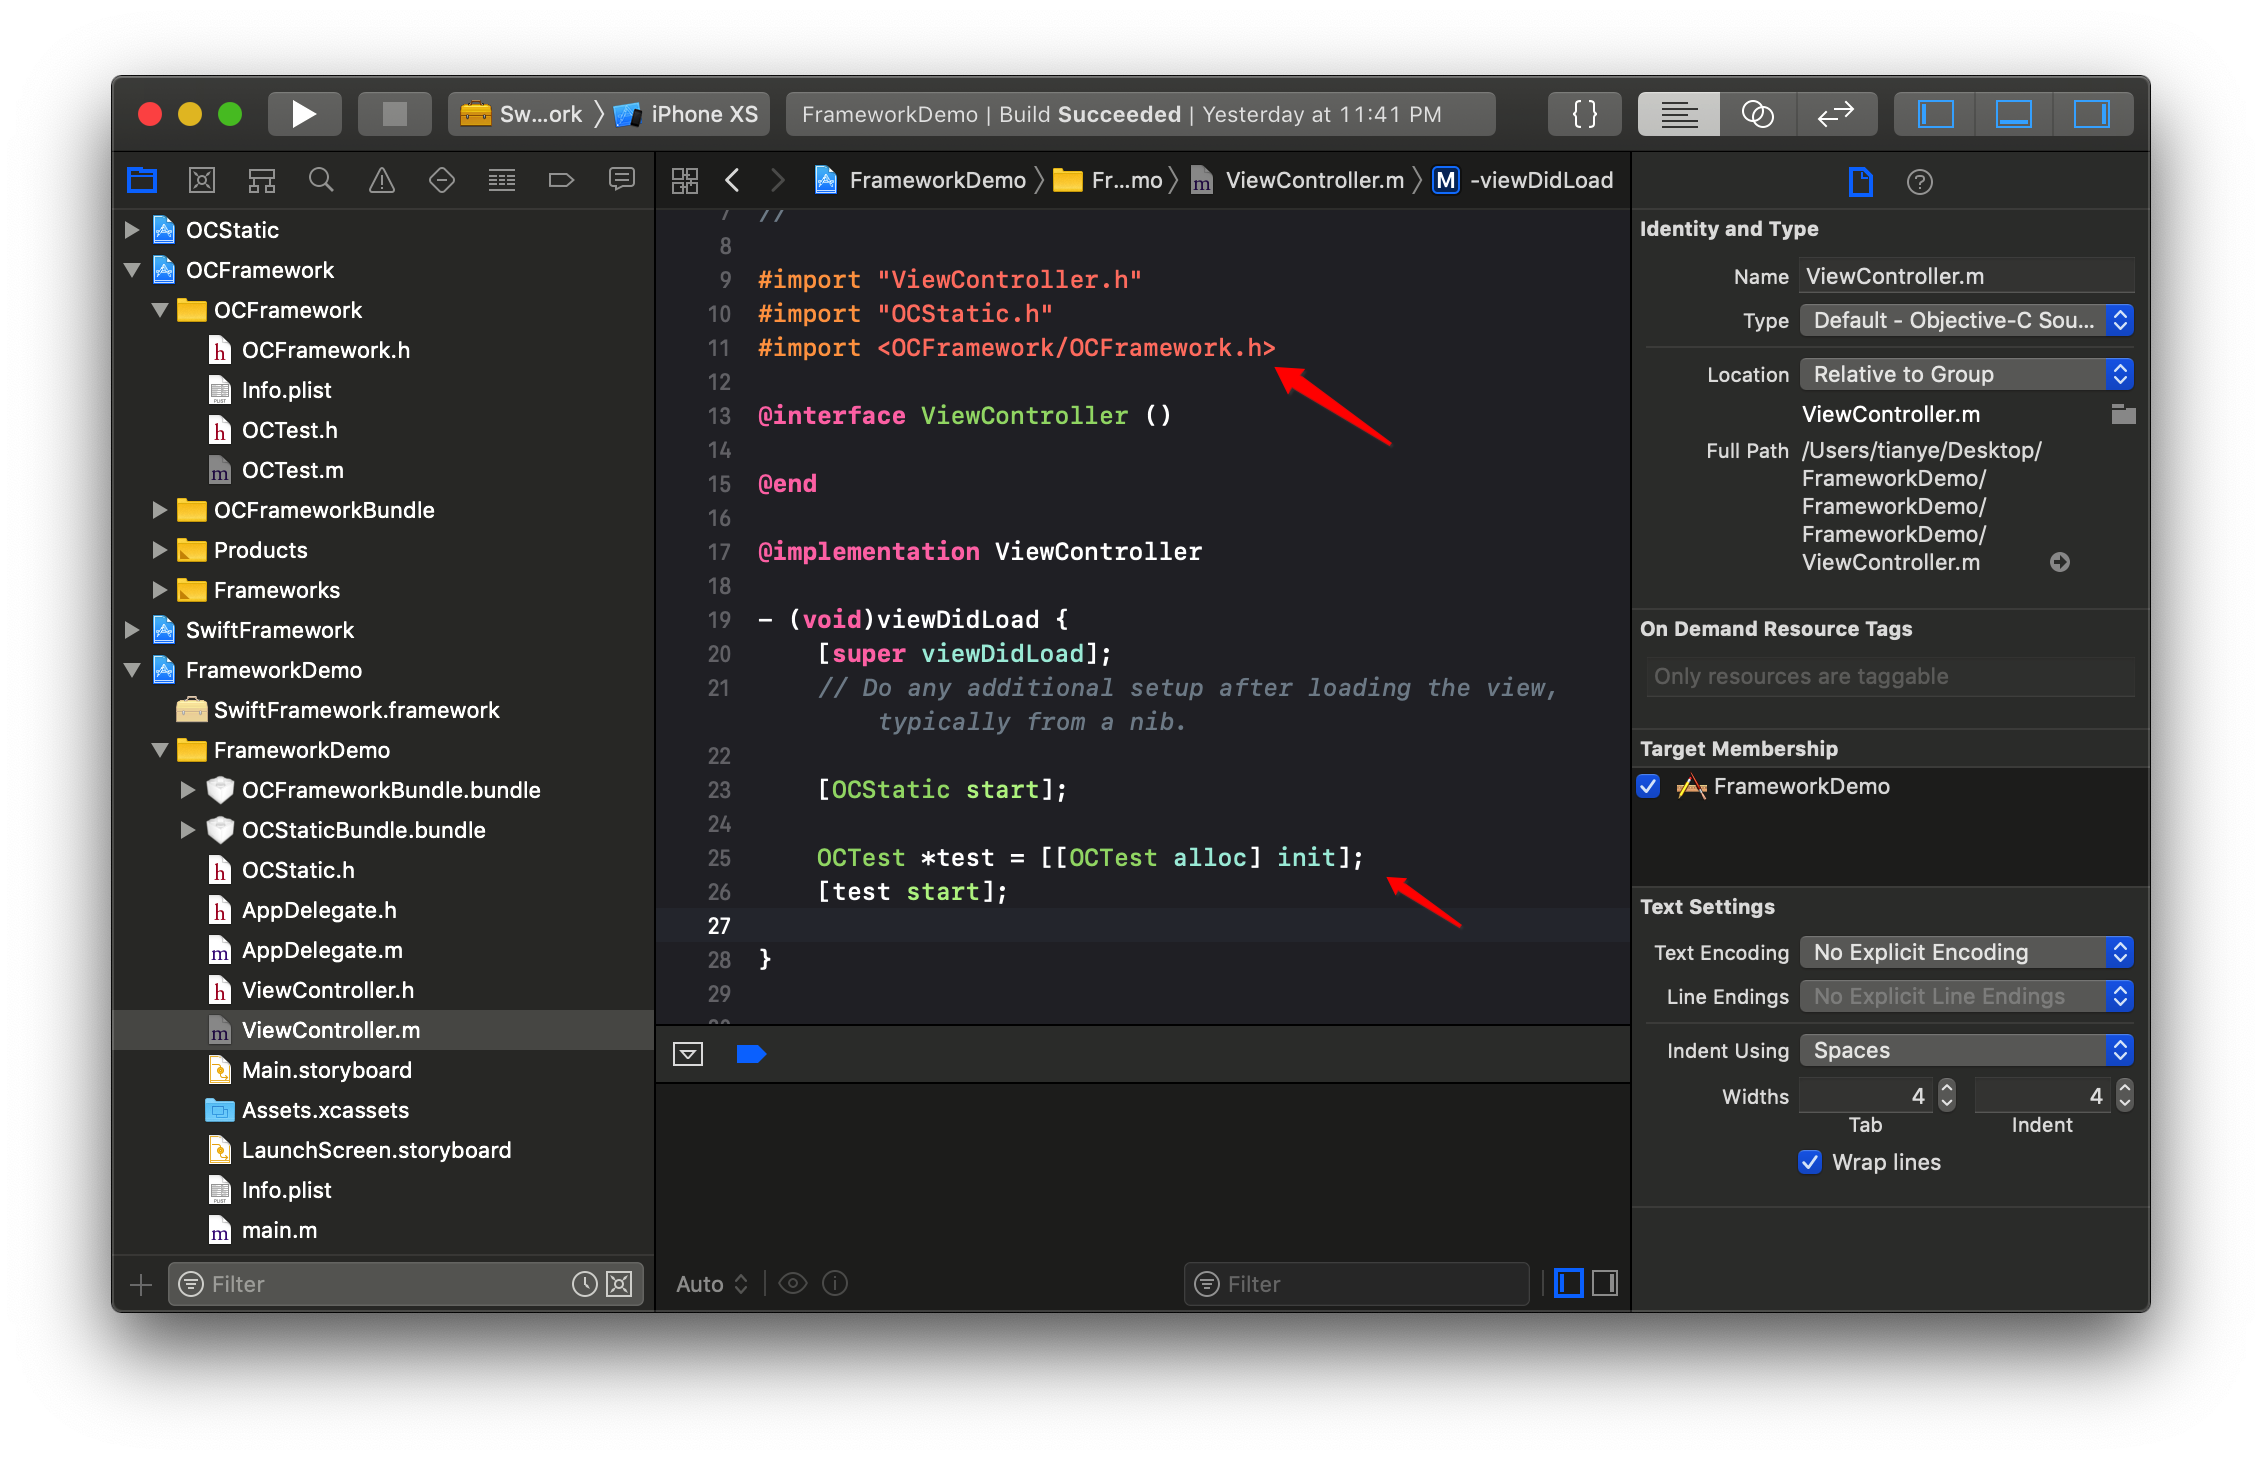 Sw...ork 〉 iPhone XS
FrameworkDemo | Build Succeeded | Yesterday at 11:41 PM
{}
FrameworkDemo 〉 Fr...mo 〉 ViewController.m 〉 M -viewDidLoad
OCStatic
OCFramework
OCFramework
OCFramework.h
Info.plist
OCTest.h
OCTest.m
OCFrameworkBundle
Products
Frameworks
SwiftFramework
FrameworkDemo
SwiftFramework.framework
FrameworkDemo
OCFrameworkBundle.bundle
OCStaticBundle.bundle
OCStatic.h
AppDelegate.h
AppDelegate.m
ViewController.h
ViewController.m
Main.storyboard
Assets.xcassets
LaunchScreen.storyboard
Info.plist
main.m
Filter
7 //
8
9 #import "ViewController.h"
10 #import "OCStatic.h"
11 #import <OCFramework/OCFramework.h>
12
13 @interface ViewController ()
14
15 @end
16
17 @implementation ViewController
18
19 - (void)viewDidLoad {
20 [super viewDidLoad];
21 // Do any additional setup after loading the view,
typically from a nib.
22
23 [OCStatic start];
24
25 OCTest *test = [[OCTest alloc] init];
26 [test start];
27
28 }
29
Auto
Filter
Identity and Type
Name ViewController.m
Type Default - Objective-C Sou...
Location Relative to Group
ViewController.m
Full Path /Users/tianye/Desktop/
FrameworkDemo/
FrameworkDemo/
FrameworkDemo/
ViewController.m
On Demand Resource Tags
Only resources are taggable
Target Membership
FrameworkDemo
Text Settings
Text Encoding No Explicit Encoding
Line Endings No Explicit Line Endings
Indent Using Spaces
Widths 4 4
Tab Indent
Wrap lines